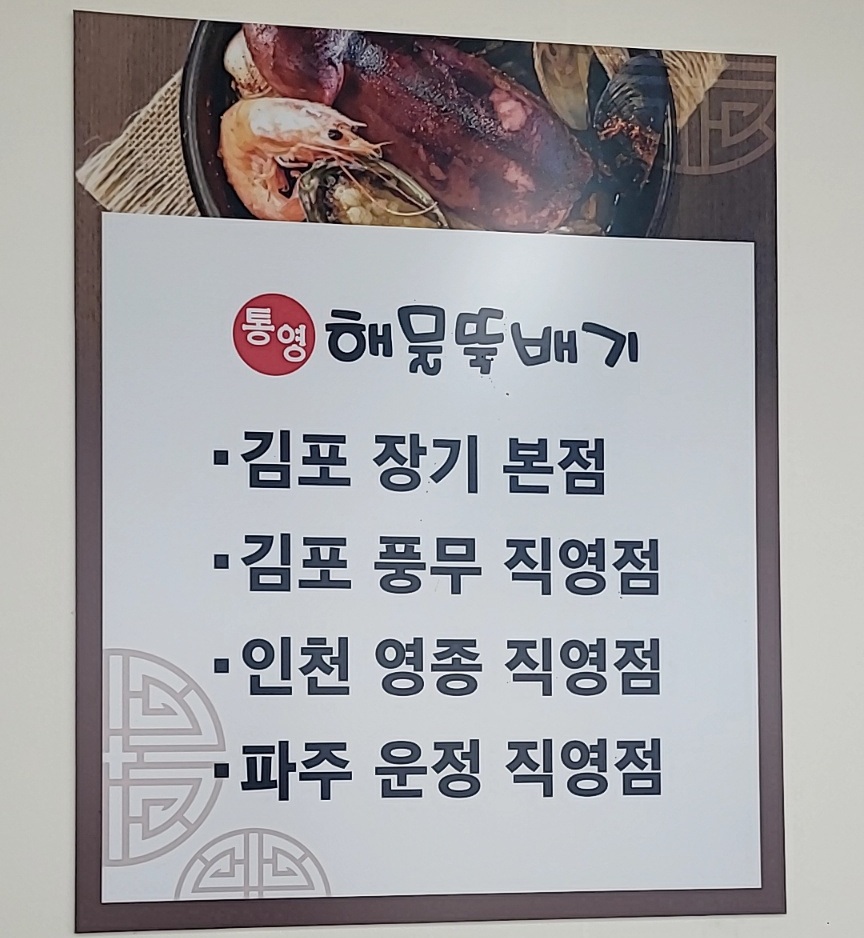 통영 해물뚝배기
·김포 장기 본점
·김포 풍무 직영점
·인천 영종 직영점
·파주 운정 직영점